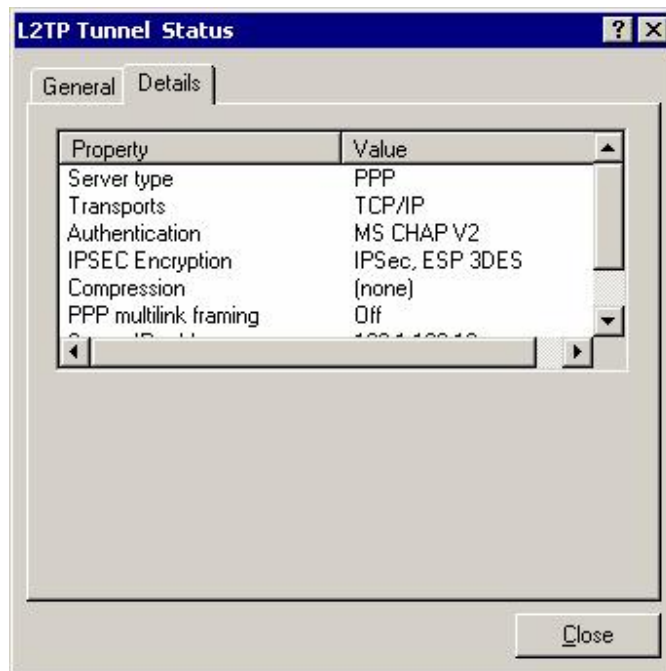 L2TP Tunnel Status
General Details
Property Value
Server type PPP
Transports TCP/IP
Authentication MS CHAP V2
IPSEC Encryption IPSec, ESP 3DES
Compression (none)
PPP multilink framing Off
Close